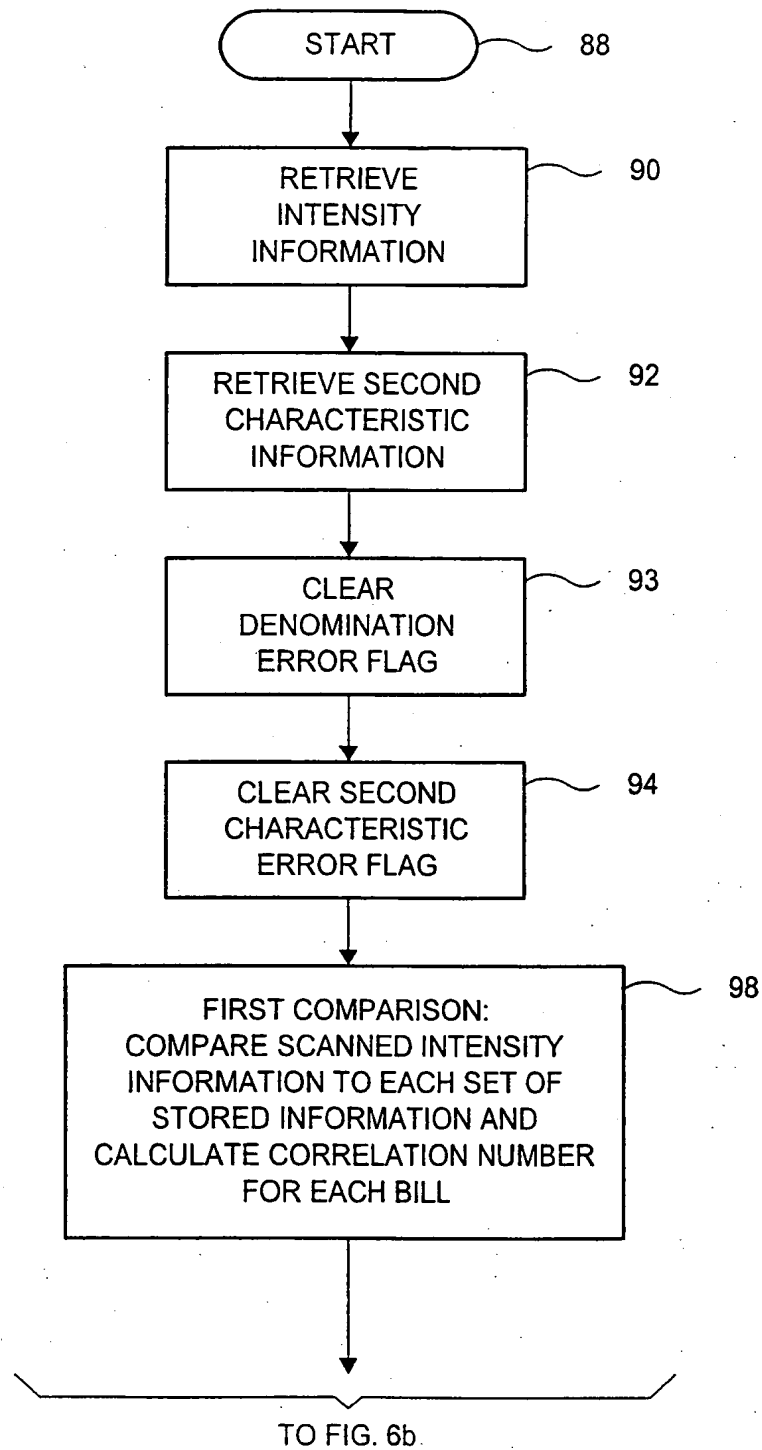 START
88
RETRIEVE
INTENSITY
INFORMATION
90
RETRIEVE SECOND
CHARACTERISTIC
INFORMATION
92
CLEAR
DENOMINATION
ERROR FLAG
93
CLEAR SECOND
CHARACTERISTIC
ERROR FLAG
94
FIRST COMPARISON:
COMPARE SCANNED INTENSITY
INFORMATION TO EACH SET OF
STORED INFORMATION AND
CALCULATE CORRELATION NUMBER
FOR EACH BILL
98
TO FIG. 6b